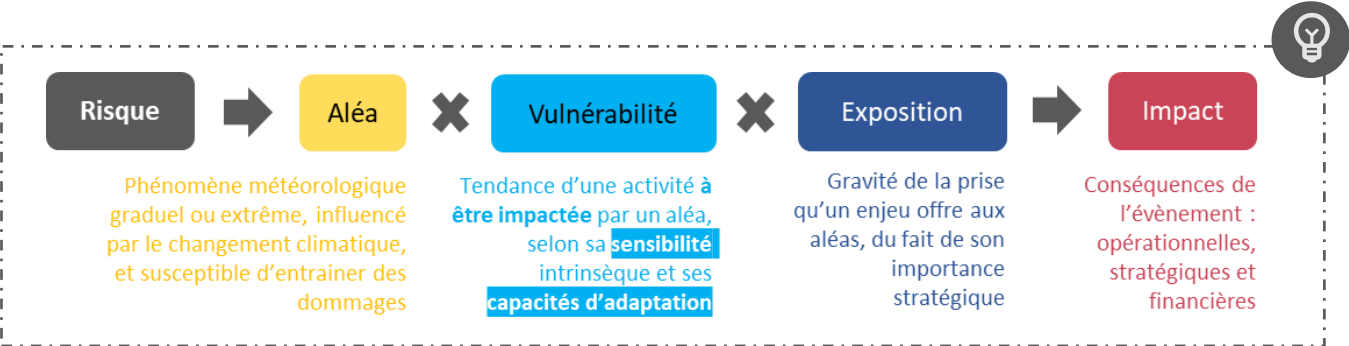 Risque
Aléa
Vulnérabilité
Exposition
Impact
Phénomène météorologique
graduel ou extrême, influencé
par le changement climatique,
et susceptible d’entrainer des
dommages
Tendance d’une activité à
être impactée par un aléa,
selon sa sensibilité
intrinsèque et ses
capacités d’adaptation
Gravité de la prise
qu’un enjeu offre aux
aléas, du fait de son
importance
stratégique
Conséquences de
l’évènement :
opérationnelles,
stratégiques et
financières